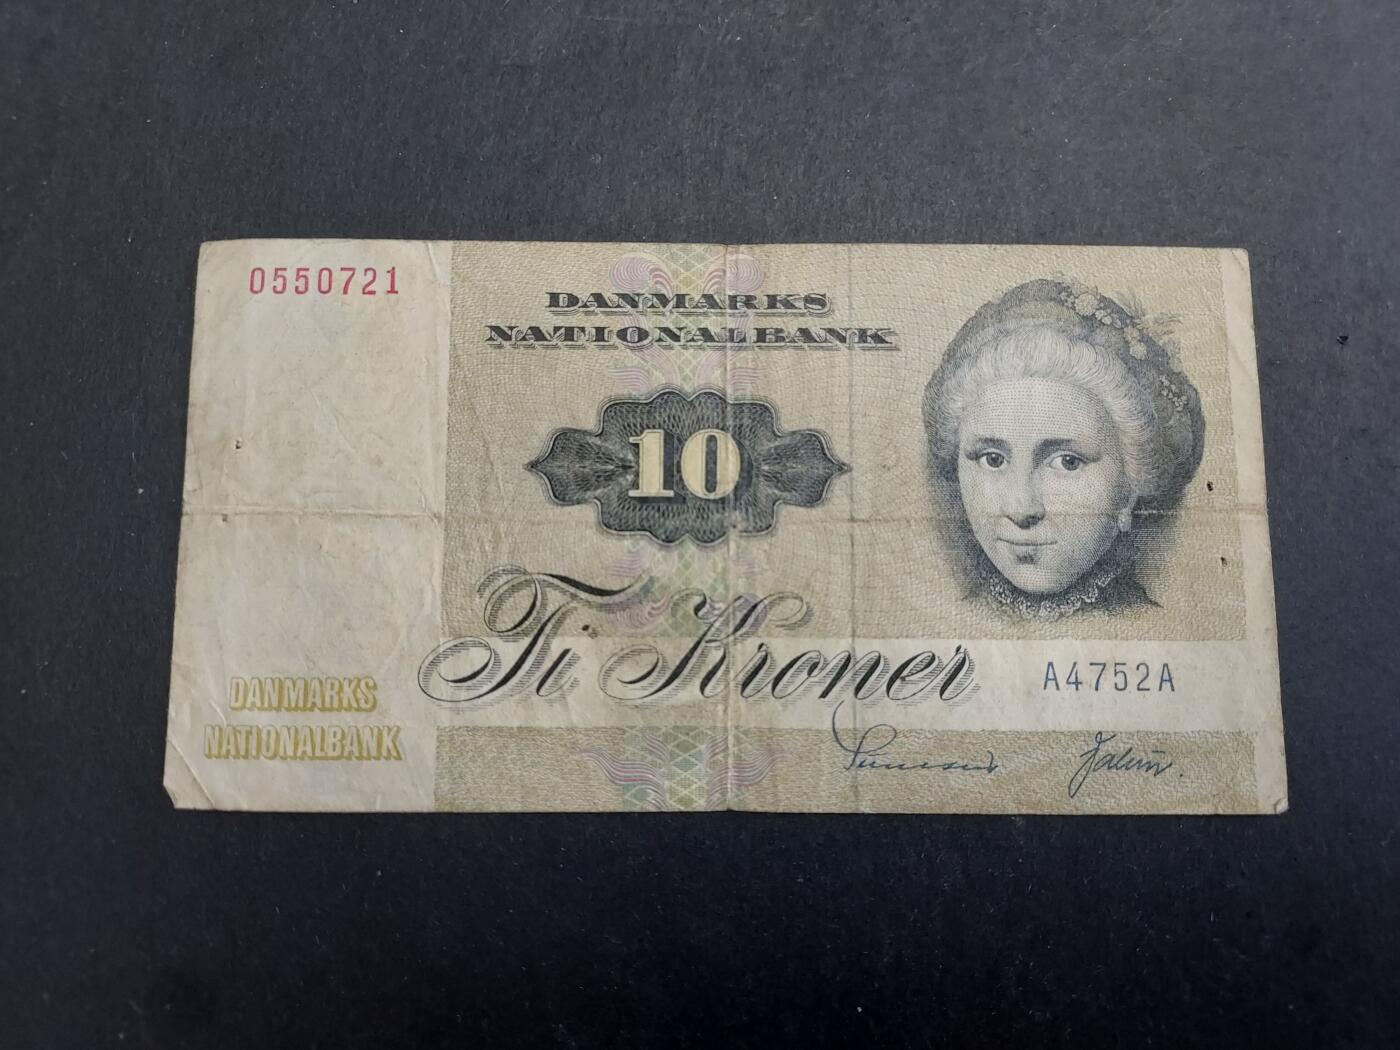 0550721
DANMARKS
NATIONALBANK
10
Ti Kroner
A4752A
DANMARKS
NATIONALBANK